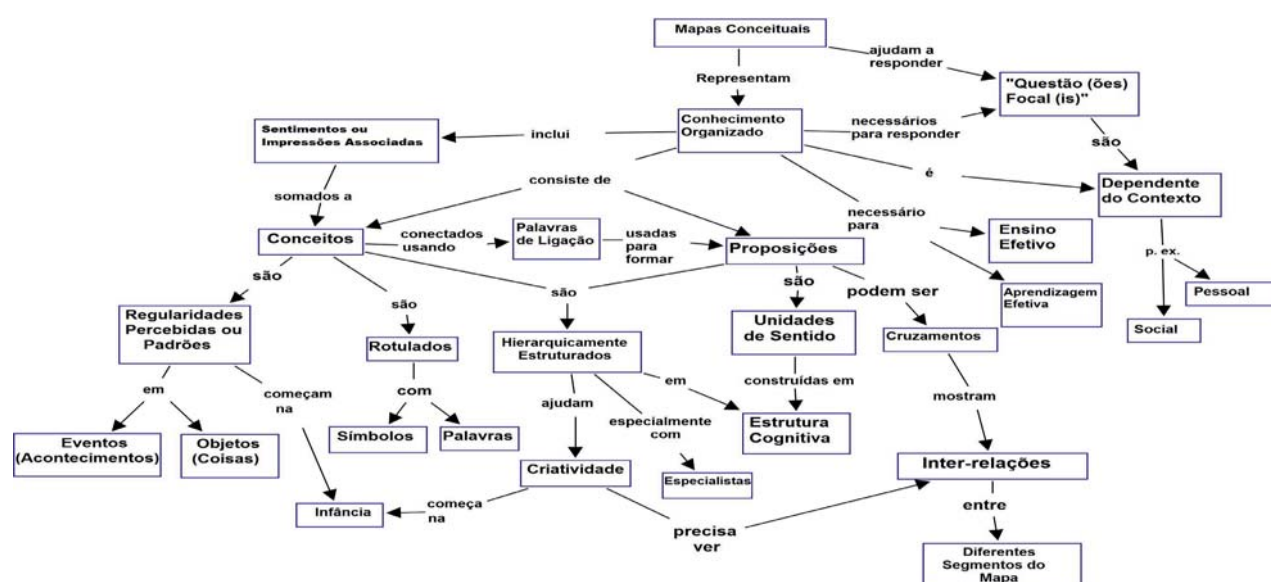 Mapas Conceituais
ajudam a
responder
Representam
"Questão (ões)
Focal (is)"
Conhecimento
Organizado
necessários
para responder
Sentimentos ou
Impressões Associadas
inclui
são
consiste de
é
Dependente
do Contexto
somados a
necessário
para
Ensino
Efetivo
Conceitos
conectados
usando
Palavras
de Ligação
usadas
para
formar
Proposições
p. ex.
são
são
são
são
podem ser
Aprendizagem
Efetiva
Pessoal
Social
Regularidades
Percebidas ou
Padrões
Rotulados
Hierarquicamente
Estruturados
Unidades
de Sentido
Cruzamentos
em
começam
na
com
ajudam
em
construídas em
mostram
especialmente
com
Eventos
(Acontecimentos)
Objetos
(Coisas)
Símbolos
Palavras
Estrutura
Cognitiva
Criatividade
Especialistas
Inter-relações
Infância
começa
na
precisa
ver
entre
Diferentes
Segmentos do
Mapa